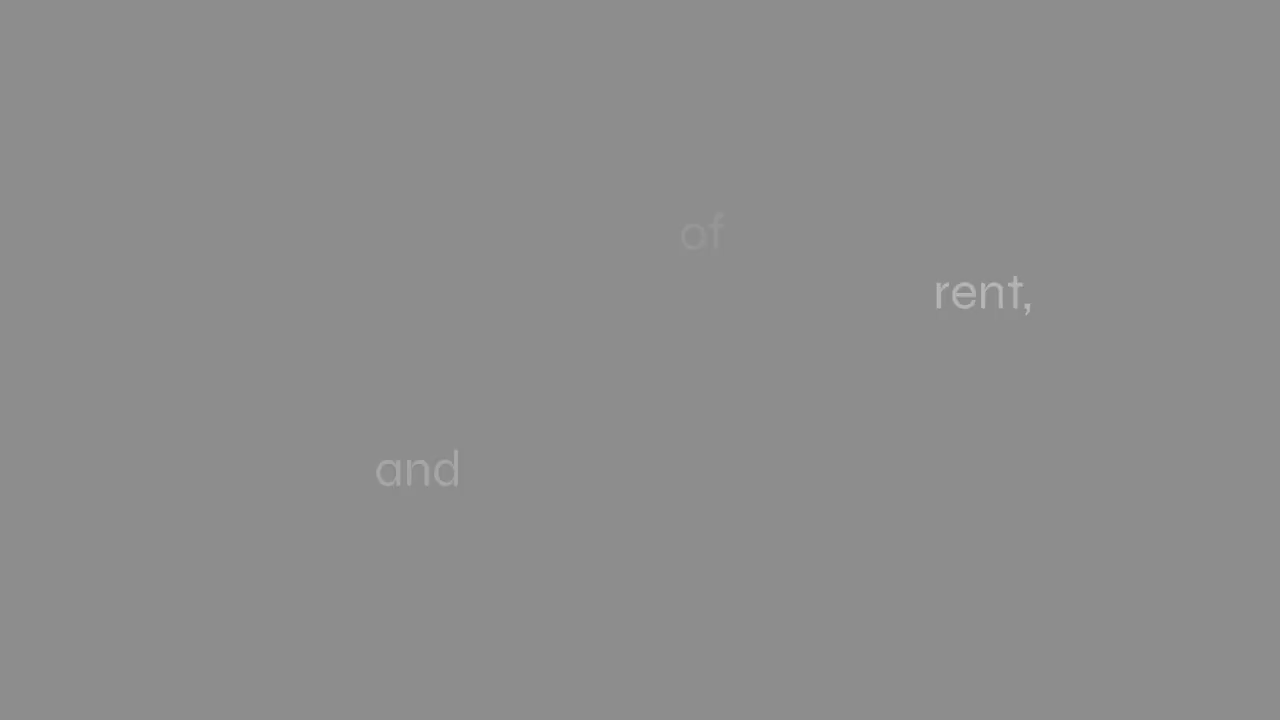 of
rent,
and